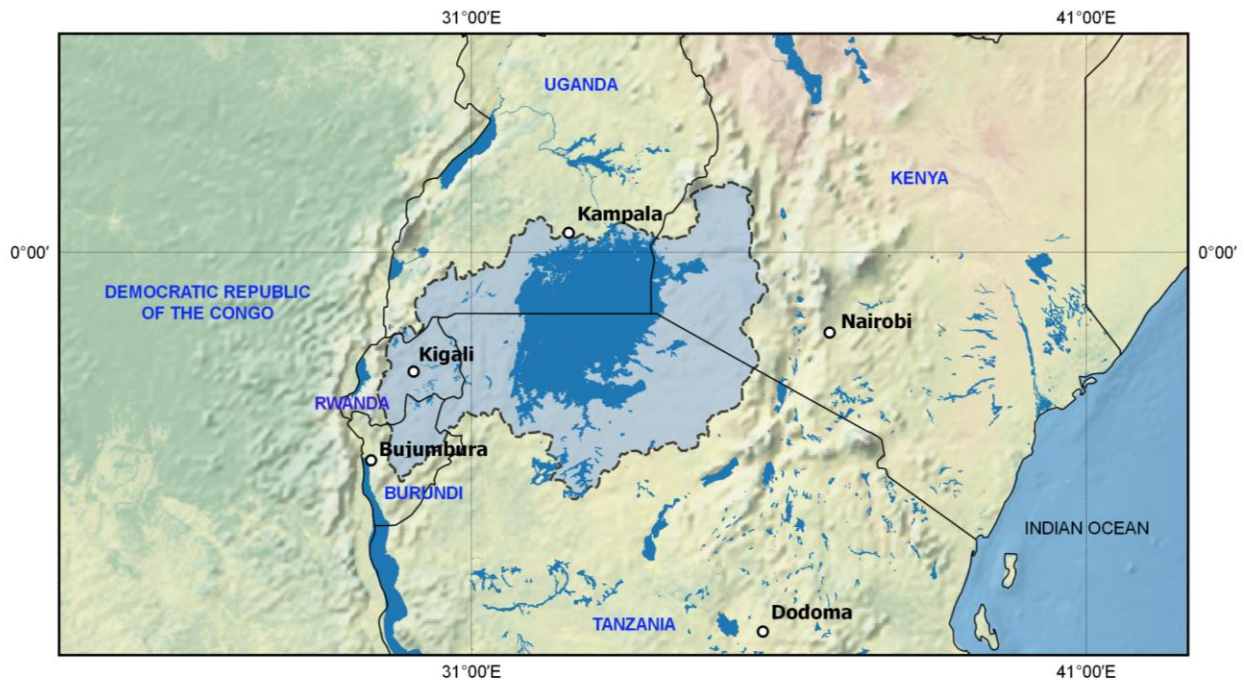 31°00′E
41°00′E
UGANDA
KENYA
Kampala
0°00′
0°00′
DEMOCRATIC REPUBLIC
OF THE CONGO
Nairobi
Kigali
RWANDA
Bujumbura
BURUNDI
INDIAN OCEAN
Dodoma
TANZANIA
31°00′E
41°00′E